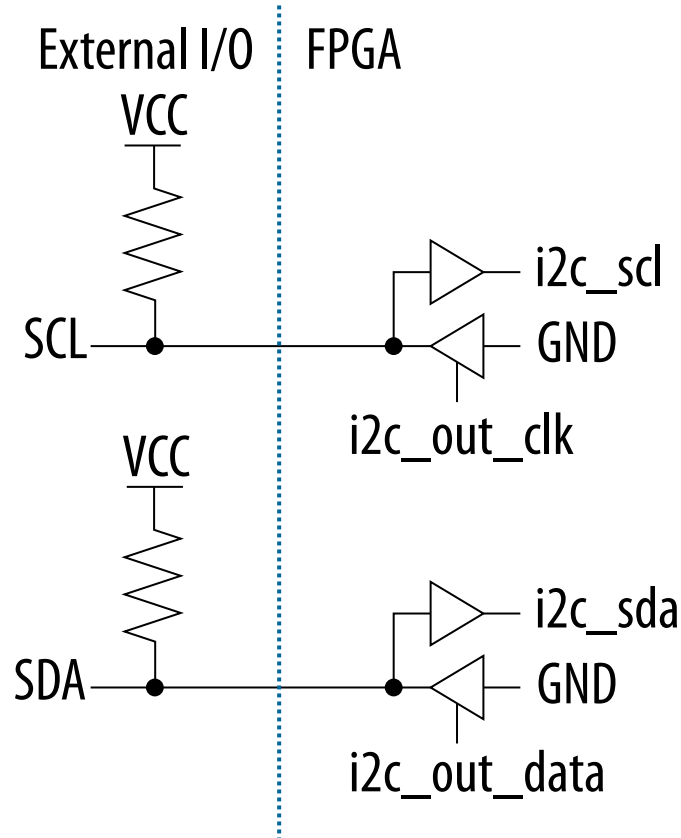 External I/O FPGA
VCC
i2c_scl
SCL
GND
i2c_out_clk
VCC
i2c_sda
SDA
GND
i2c_out_data